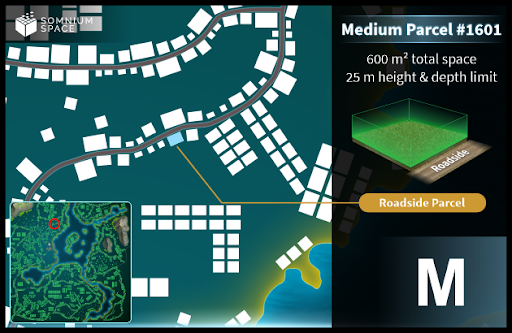 SOMNIUM
SPACE
Medium Parcel #1601
600 m² total space
25 m height & depth limit
Roadside
Roadside Parcel
M